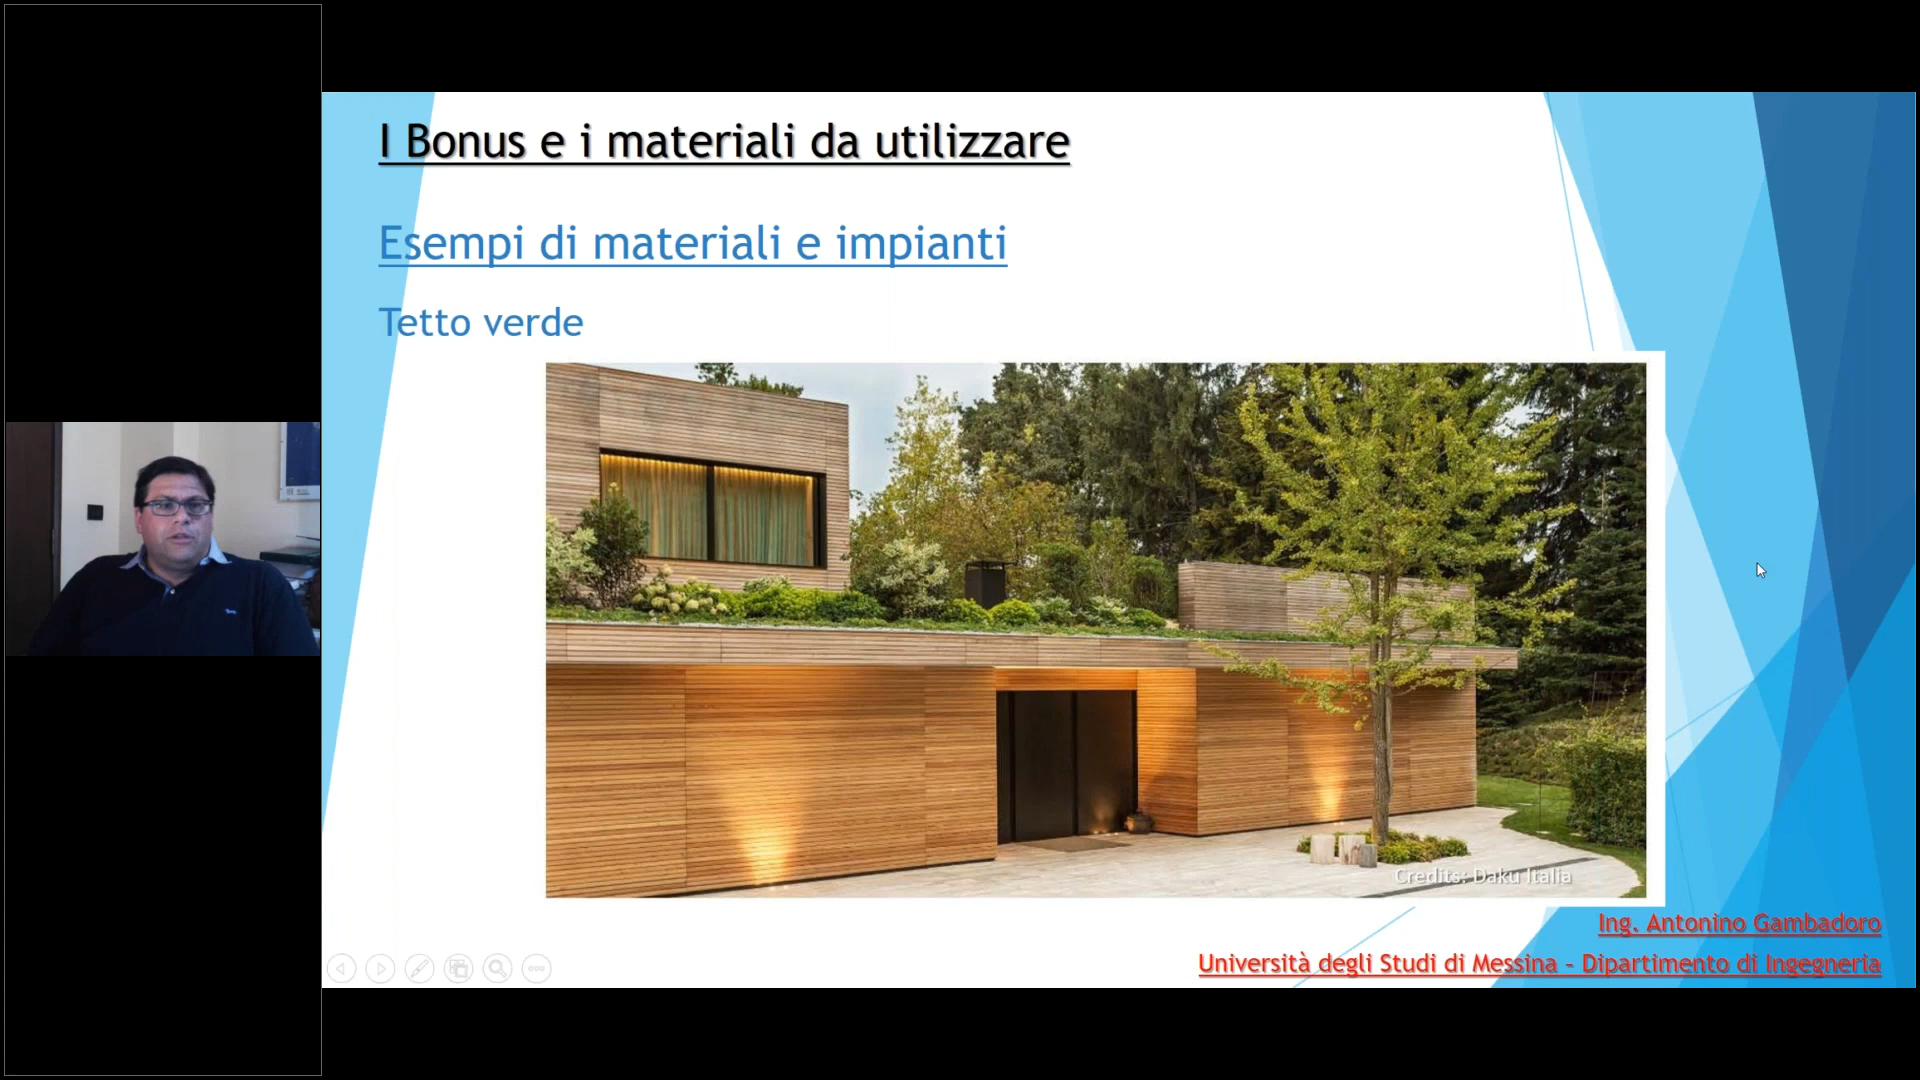 I Bonus e i materiali da utilizzare
Esempi di materiali e impianti
Tetto verde
Credits: Daku Italia
Ing. Antonino Gambadoro
Università degli Studi di Messina – Dipartimento di Ingegneria